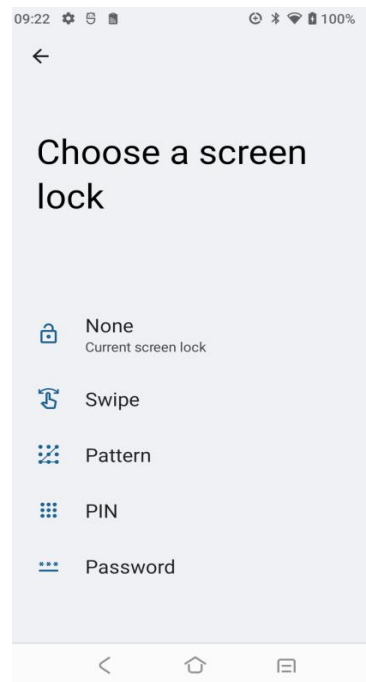 09:22 100%
Choose a screen
lock
None
Current screen lock
Swipe
Pattern
PIN
Password